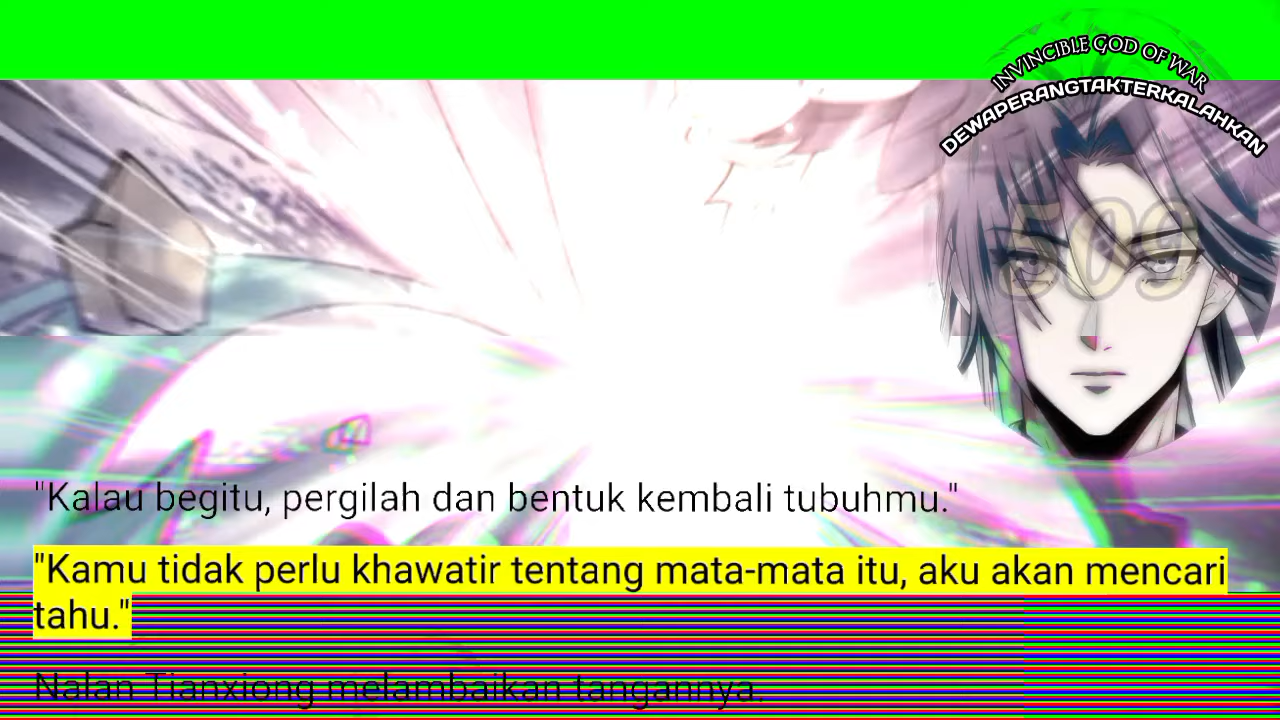 INVINCIBLE GOD OF WAR
DEWAPERANGTAKTERKALAHKAN
509
"Kalau begitu, pergilah dan bentuk kembali tubuhmu."
"Kamu tidak perlu khawatir tentang mata-mata itu, aku akan mencari
tahu."
Nalan Tianxiong melambaikan tangannya.